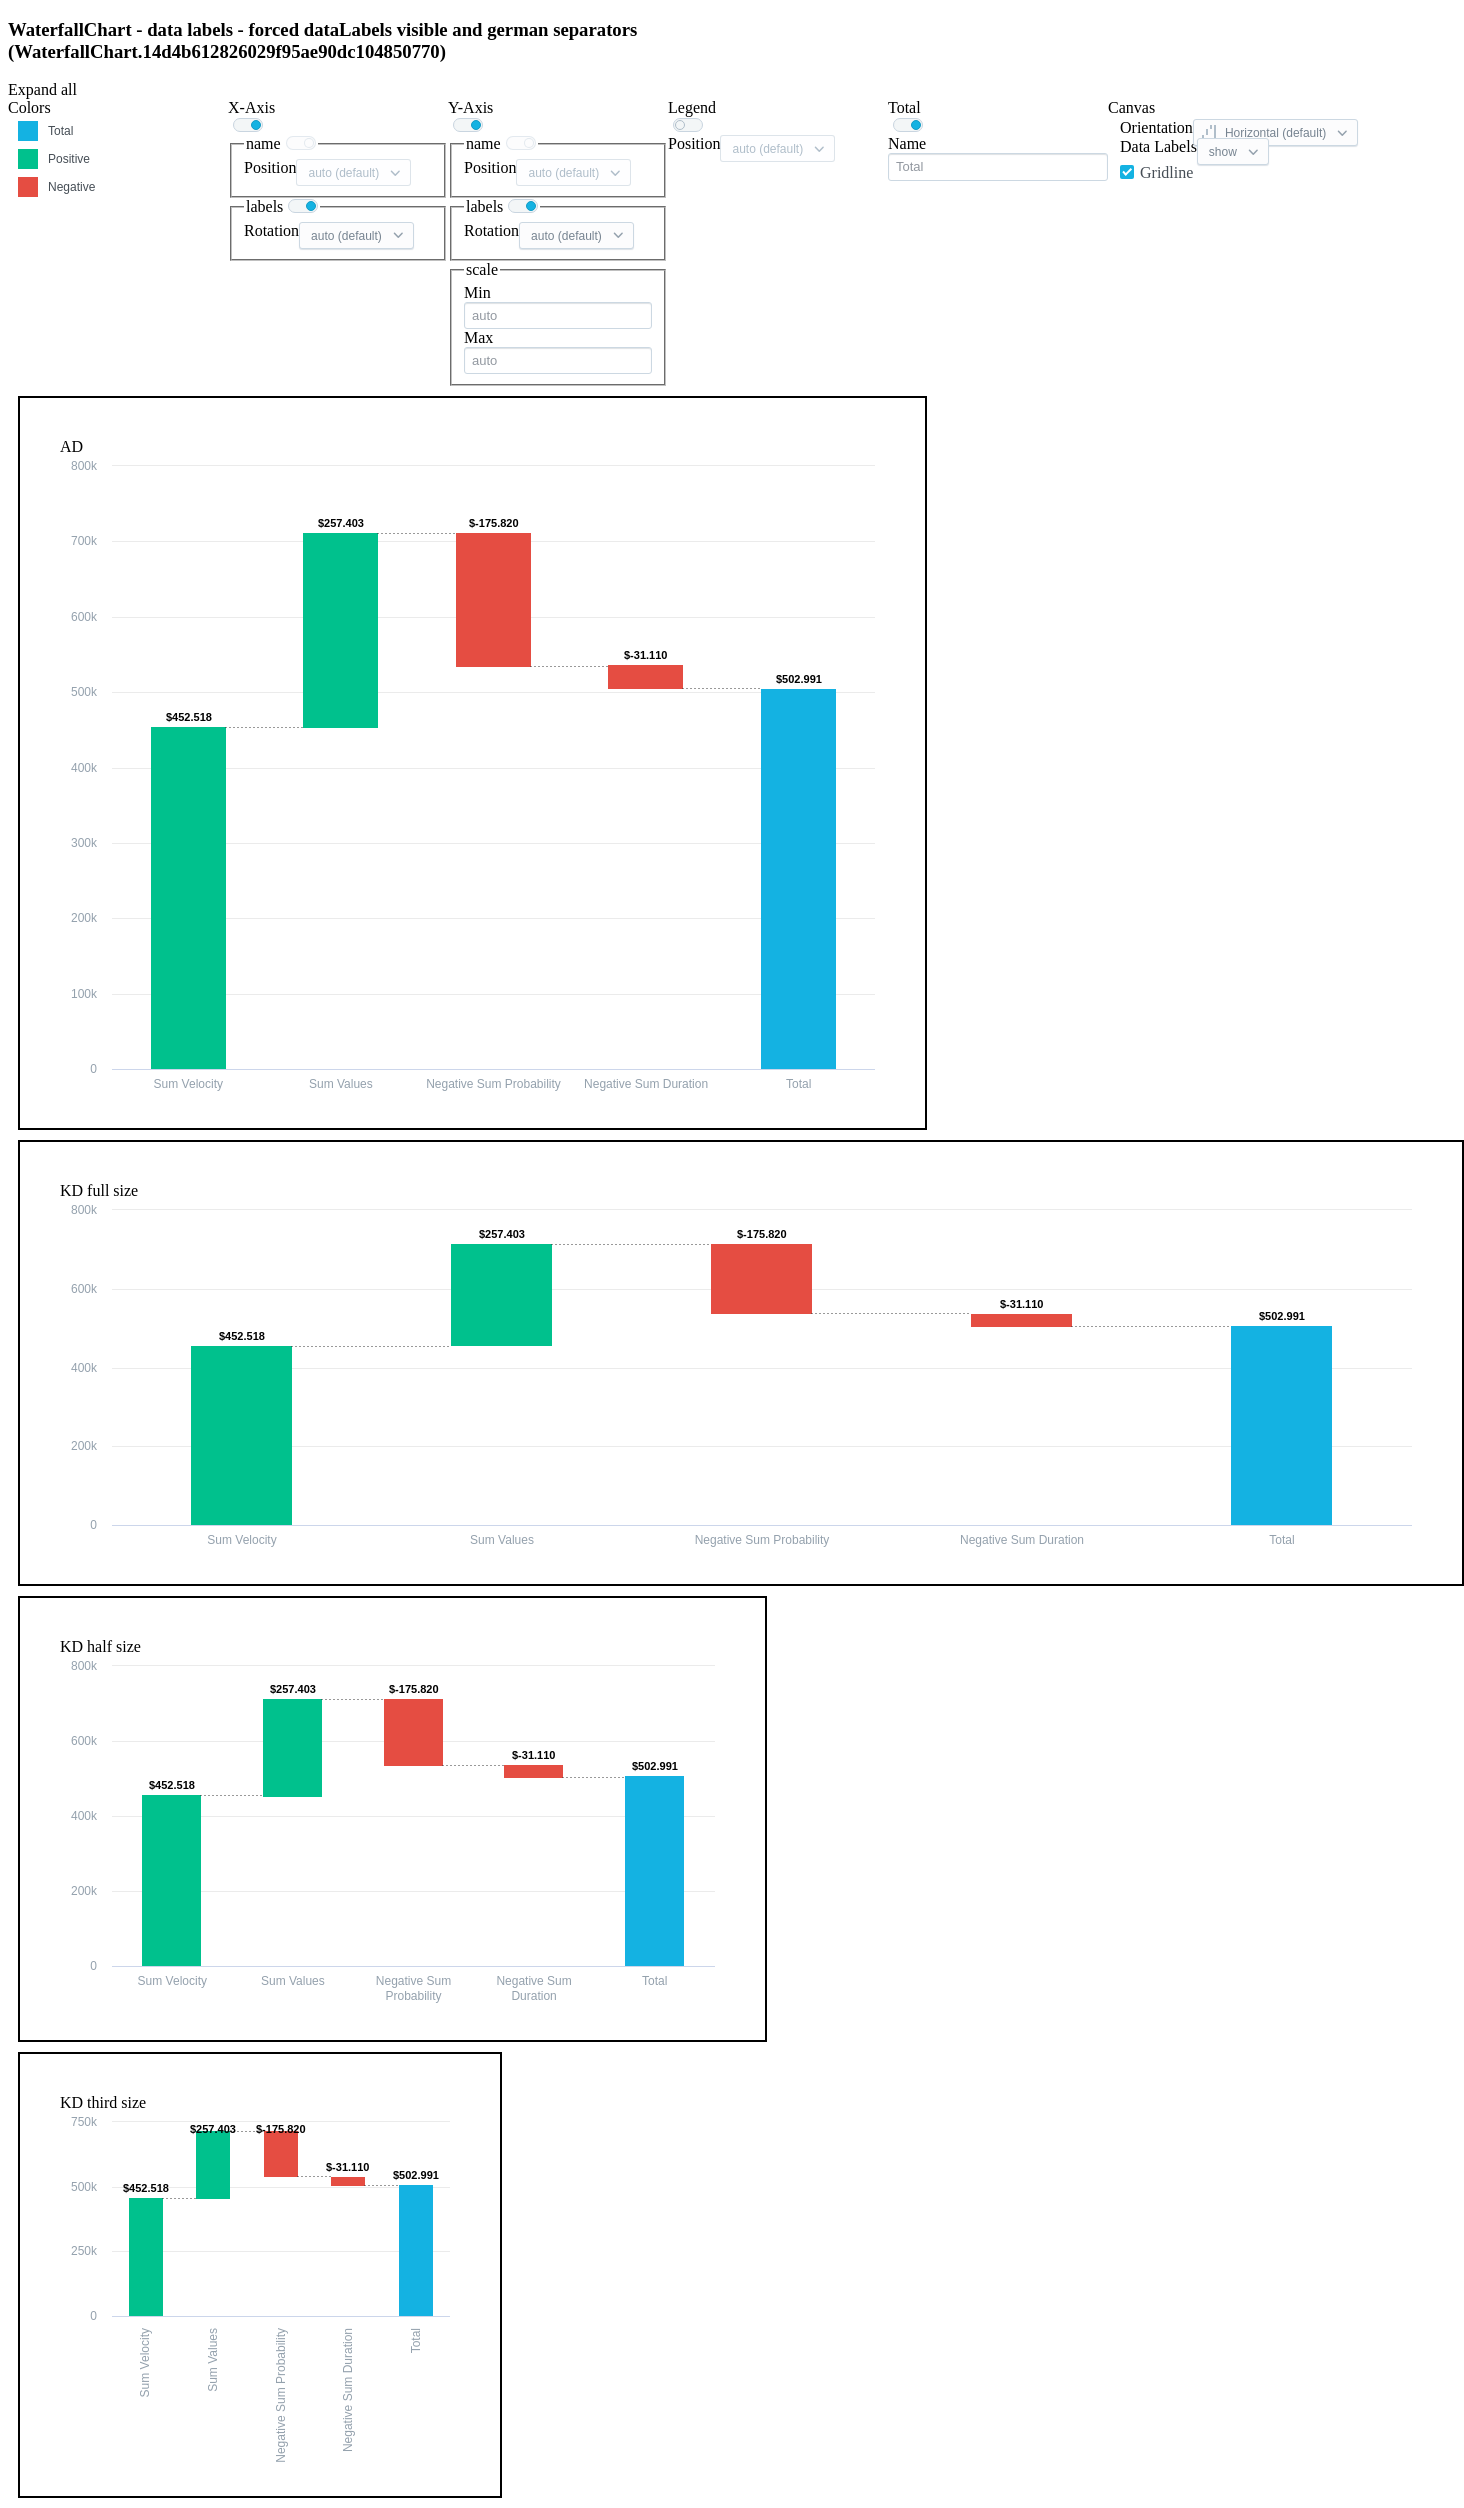 WaterfallChart - data labels - forced dataLabels visible and german separators
(WaterfallChart.14d4b612826029f95ae90dc104850770)
Expand all
Colors
Total
Positive
Negative
X-Axis
name
Position auto (default)
labels
Rotation auto (default)
Y-Axis
name
Position auto (default)
labels
Rotation auto (default)
scale
Min
auto
Max
auto
Legend
Position auto (default)
Total
Name
Total
Canvas
Orientation Horizontal (default)
Data Labels show
Gridline
AD
800k
700k
600k
500k
400k
300k
200k
100k
0
$452.518
$257.403
$-175.820
$-31.110
$502.991
Sum Velocity
Sum Values
Negative Sum Probability
Negative Sum Duration
Total
KD full size
800k
600k
400k
200k
0
$452.518
$257.403
$-175.820
$-31.110
$502.991
Sum Velocity
Sum Values
Negative Sum Probability
Negative Sum Duration
Total
KD half size
800k
600k
400k
200k
0
$452.518
$257.403
$-175.820
$-31.110
$502.991
Sum Velocity
Sum Values
Negative Sum
Probability
Negative Sum
Duration
Total
KD third size
750k
500k
250k
0
$452.518
$257.403
$-175.820
$-31.110
$502.991
Sum Velocity
Sum Values
Negative Sum Probability
Negative Sum Duration
Total